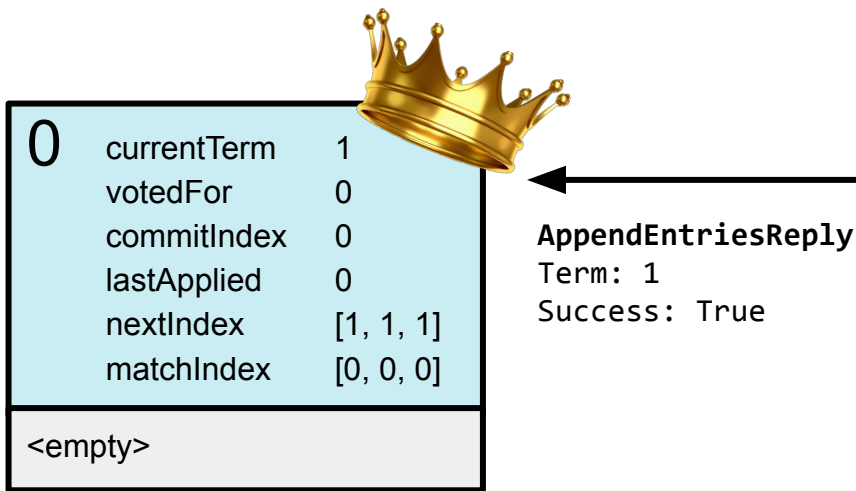 0
currentTerm 1
votedFor 0
commitIndex 0
lastApplied 0
nextIndex [1, 1, 1]
matchIndex [0, 0, 0]
<empty>
AppendEntriesReply
Term: 1
Success: True